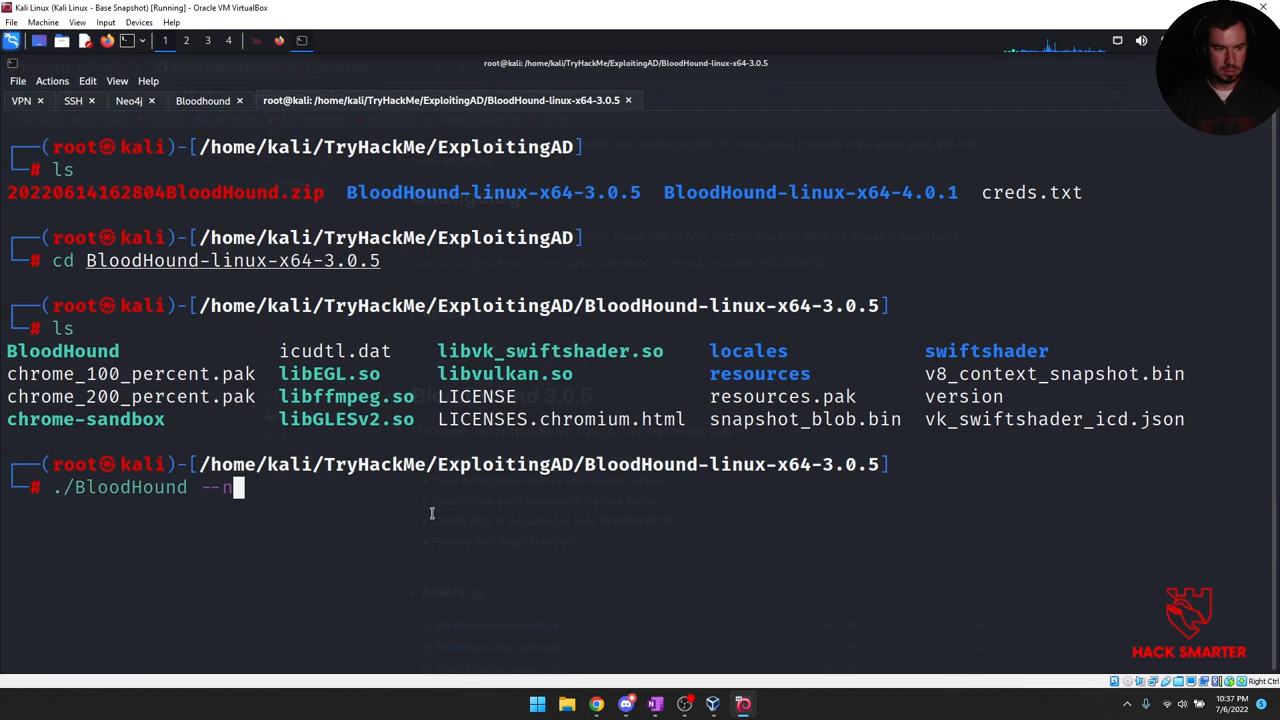 Kali Linux (Kali Linux - Base Snapshot) [Running] - Oracle VM VirtualBox
File Machine View Input Devices Help
1 2 3 4
root@kali: /home/kali/TryHackMe/ExploitingAD/BloodHound-linux-x64-3.0.5
File Actions Edit View Help
VPN × SSH × Neo4j × Bloodhound × root@kali: /home/kali/TryHackMe/ExploitingAD/BloodHound-linux-x64-3.0.5 ×
┌──(root㉿kali)-[/home/kali/TryHackMe/ExploitingAD]
└─# ls
20220614162804BloodHound.zip BloodHound-linux-x64-3.0.5 BloodHound-linux-x64-4.0.1 creds.txt
┌──(root㉿kali)-[/home/kali/TryHackMe/ExploitingAD]
└─# cd BloodHound-linux-x64-3.0.5
┌──(root㉿kali)-[/home/kali/TryHackMe/ExploitingAD/BloodHound-linux-x64-3.0.5]
└─# ls
BloodHound icudtl.dat libvk_swiftshader.so locales swiftshader
chrome_100_percent.pak libEGL.so libvulkan.so resources v8_context_snapshot.bin
chrome_200_percent.pak libffmpeg.so LICENSE resources.pak version
chrome-sandbox libGLESv2.so LICENSES.chromium.html snapshot_blob.bin vk_swiftshader_icd.json
┌──(root㉿kali)-[/home/kali/TryHackMe/ExploitingAD/BloodHound-linux-x64-3.0.5]
└─# ./BloodHound --n
Remove docs folder from builds
Assets
HACK SMARTER
Right Ctrl
10:37 PM
7/6/2022